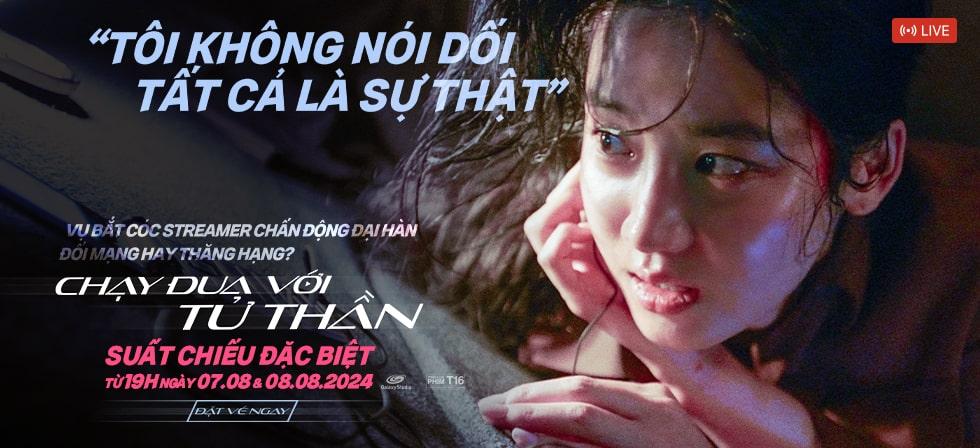 “TÔI KHÔNG NÓI DỐI
TẤT CẢ LÀ SỰ THẬT”
LIVE
VỤ BẮT CÓC STREAMER CHẤN ĐỘNG ĐẠI HÀN
ĐỔI MẠNG HAY THĂNG HẠNG?
CHẠY ĐUA VỚI
TỬ THẦN
SUẤT CHIẾU ĐẶC BIỆT
TỪ 19H NGÀY 07.08 & 08.08.2024
GalaxyStudio
PHIM T16
ĐẶT VÉ NGAY